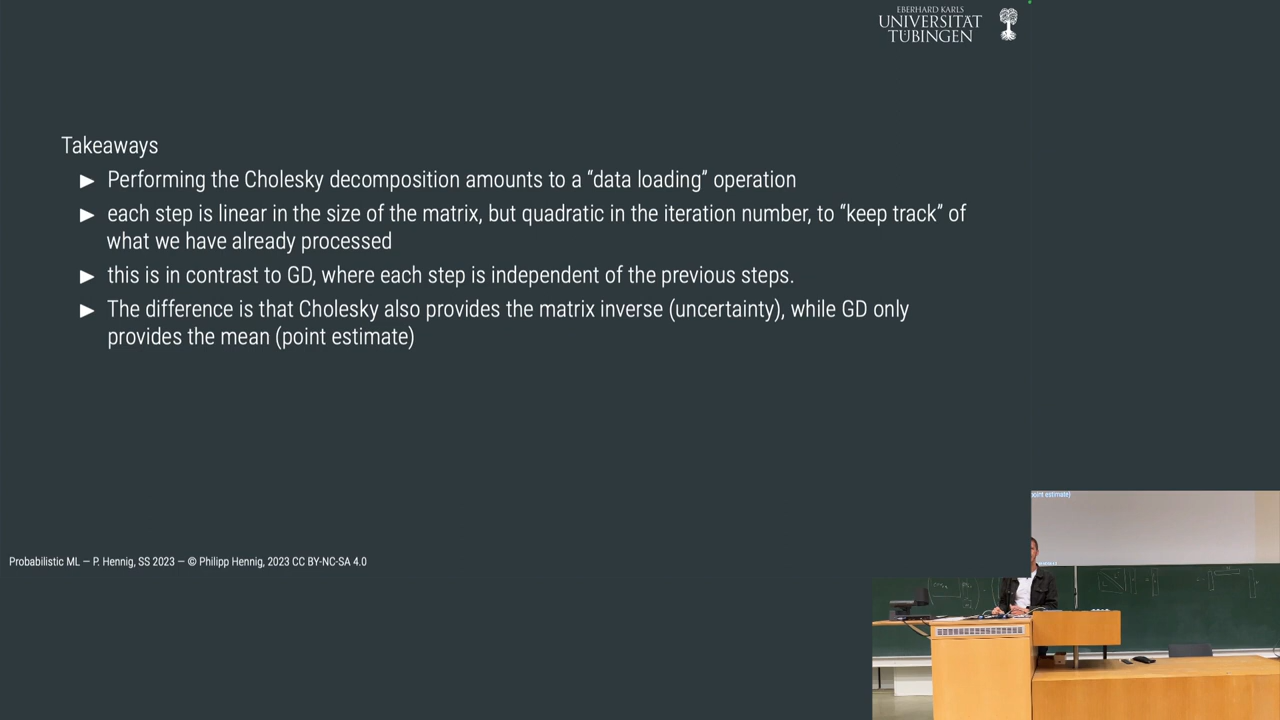 EBERHARD KARLS
UNIVERSITÄT
TÜBINGEN
Takeaways
▶ Performing the Cholesky decomposition amounts to a “data loading” operation
▶ each step is linear in the size of the matrix, but quadratic in the iteration number, to “keep track” of
what we have already processed
▶ this is in contrast to GD, where each step is independent of the previous steps.
▶ The difference is that Cholesky also provides the matrix inverse (uncertainty), while GD only
provides the mean (point estimate)
point estimate)
Probabilistic ML — P. Hennig, SS 2023 — © Philipp Hennig, 2023 CC BY-NC-SA 4.0